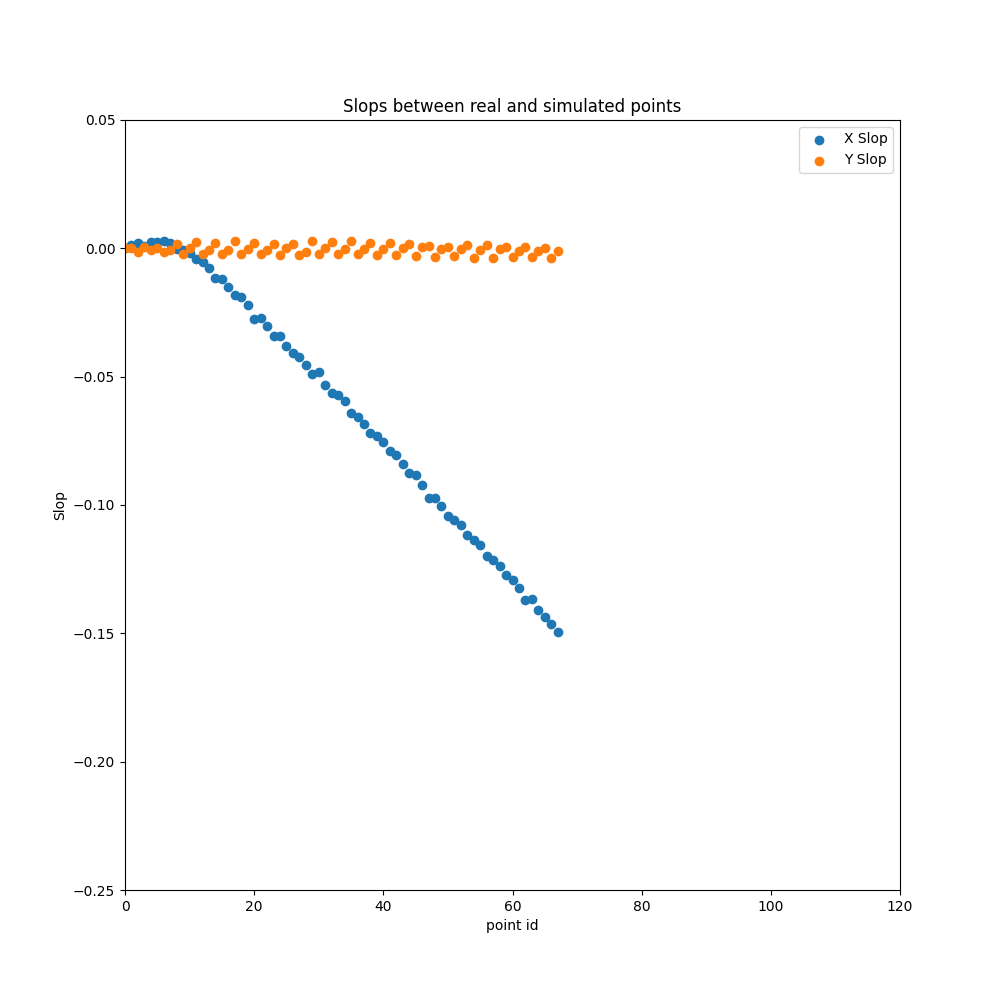 Slops between real and simulated points
X Slop
Y Slop
0.05
0.00
−0.05
−0.10
−0.15
−0.20
−0.25
Slop
0 20 40 60 80 100 120
point id